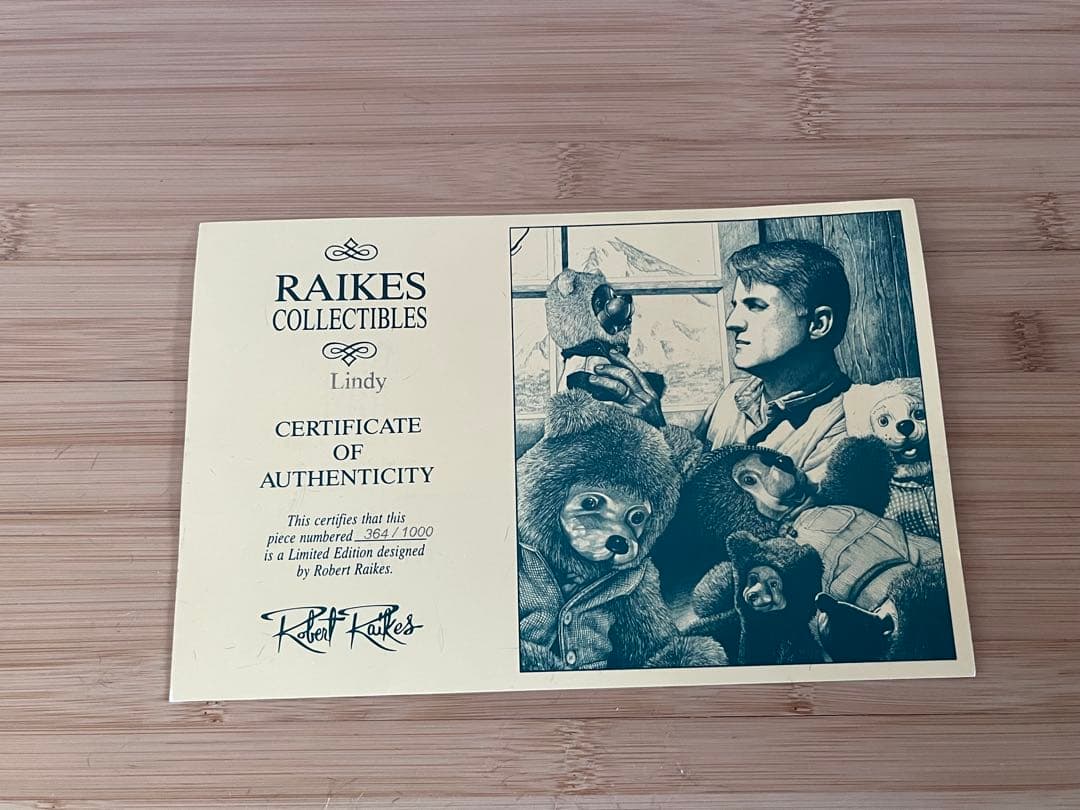 RAIKES
COLLECTIBLES
Lindy
CERTIFICATE
OF
AUTHENTICITY
This certifies that this
piece numbered 364/1000
is a Limited Edition designed
by Robert Raikes.
Robert Raikes